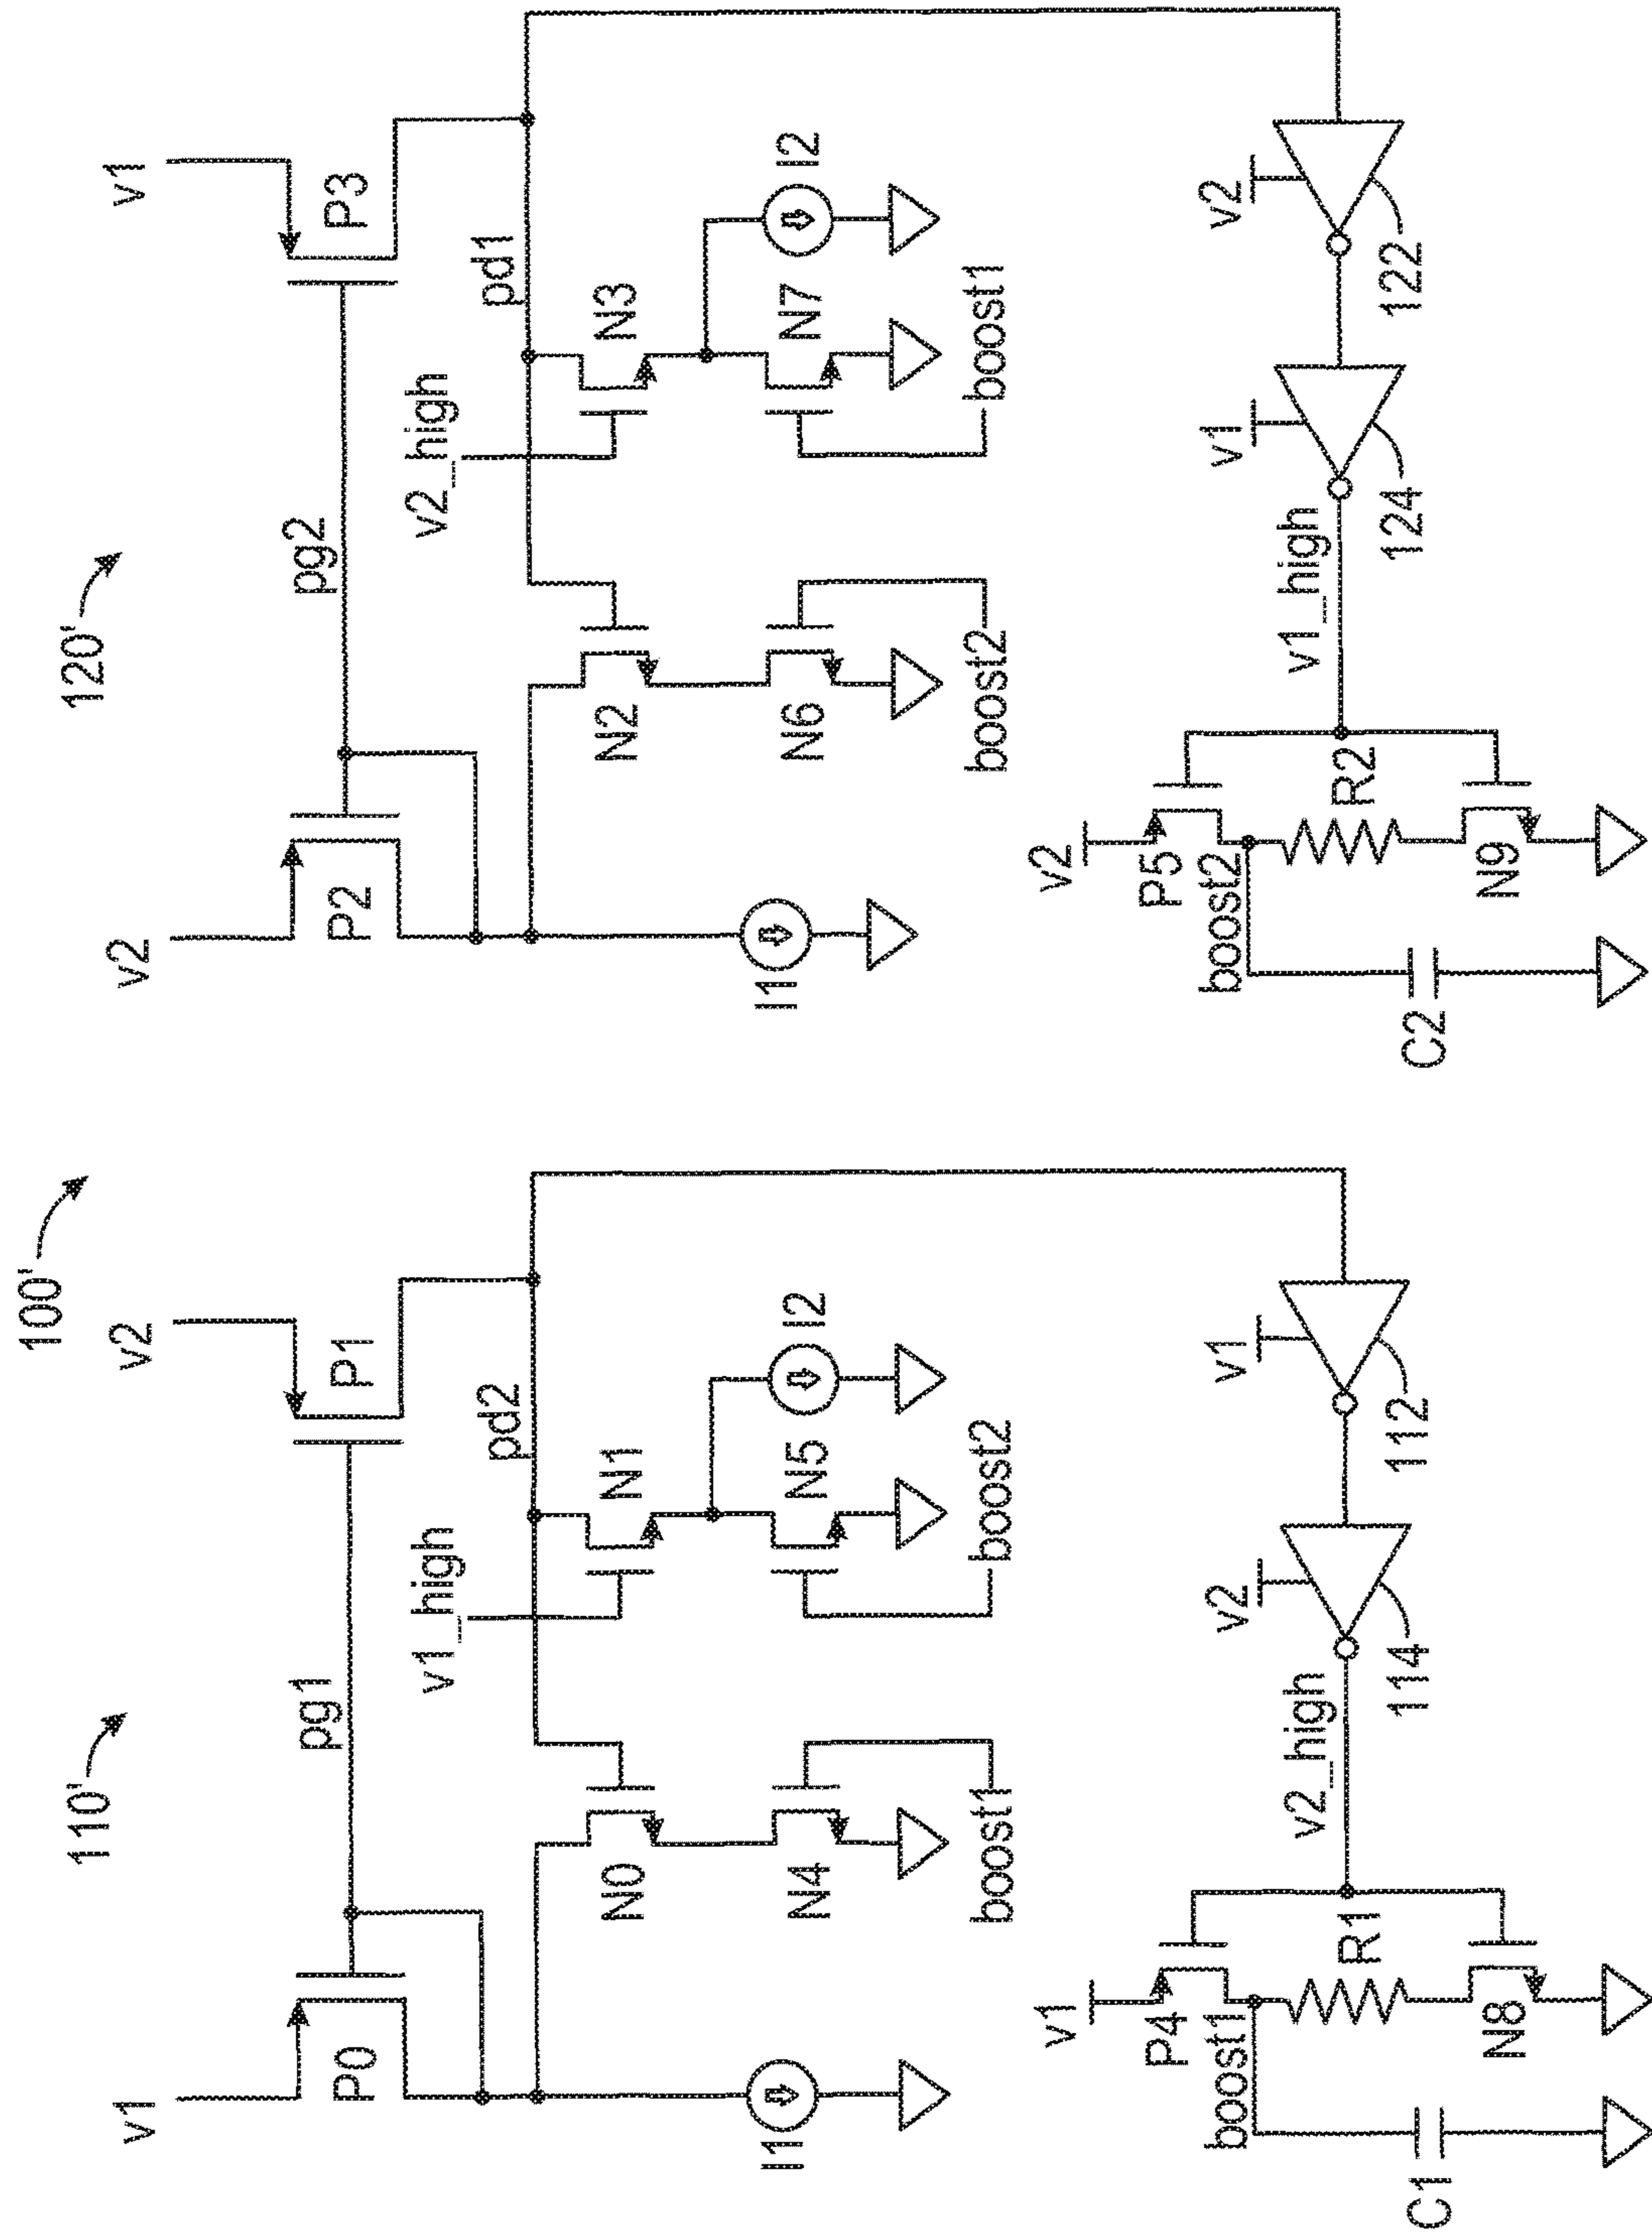 100'
110'
v1
v2
P0
pg1
P1
v1_high
pd2
N0
N1
I1
N4
N5
I2
boost1
boost2
v1
P4
boost1
R1
C1
N8
v2_high
v2
114
v1
112
120'
v2
v1
P2
pg2
P3
v2_high
pd1
N2
N3
I1
N6
N7
I2
boost2
boost1
v2
P5
boost2
R2
C2
N9
v1_high
v1
124
v2
122